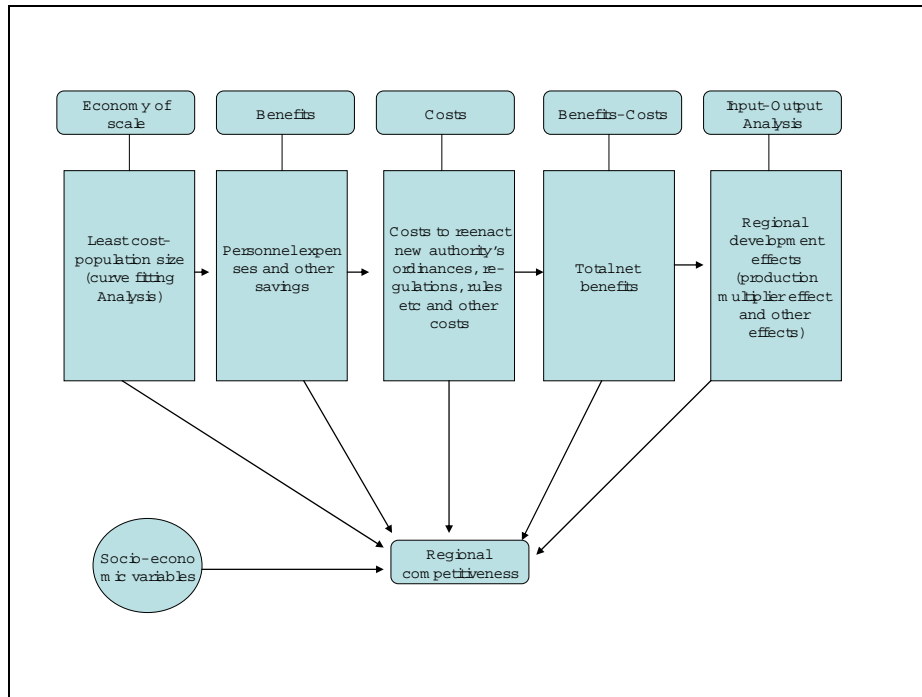 Economy of
scale
Benefits
Costs
Benefits-Costs
Input-Output
Analysis
Least cost-
population size
(curve fitting
Analysis)
Personnel expen
ses and other
savings
Costs to reenact
new authority's
ordinances, re-
gulations, rules
etc and other
costs
Total net
benefits
Regional
development
effects
(production
multiplier effect
and other
effects)
Socio-econo
mic variables
Regional
competitiveness